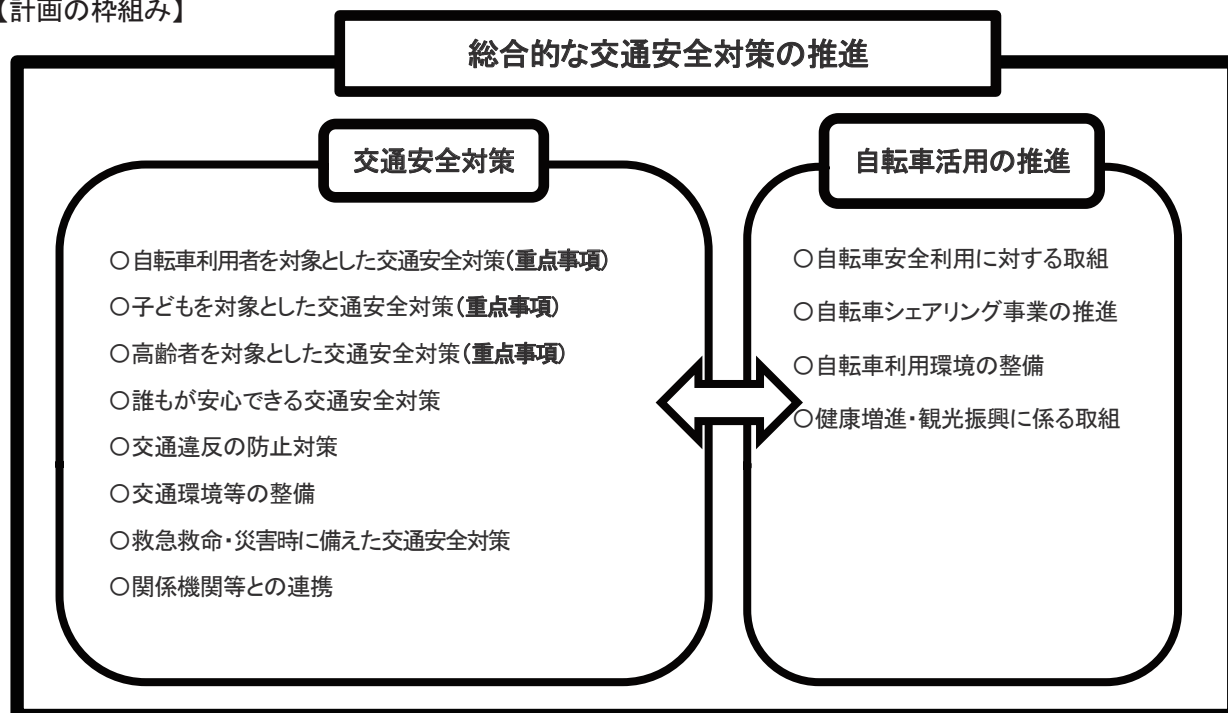 【計画の枠組み】
総合的な交通安全対策の推進
交通安全対策
○自転車利用者を対象とした交通安全対策(重点事項)
○子どもを対象とした交通安全対策(重点事項)
○高齢者を対象とした交通安全対策(重点事項)
○誰もが安心できる交通安全対策
○交通違反の防止対策
○交通環境等の整備
○救急救命・災害時に備えた交通安全対策
○関係機関等との連携
自転車活用の推進
○自転車安全利用に対する取組
○自転車シェアリング事業の推進
○自転車利用環境の整備
○健康増進・観光振興に係る取組